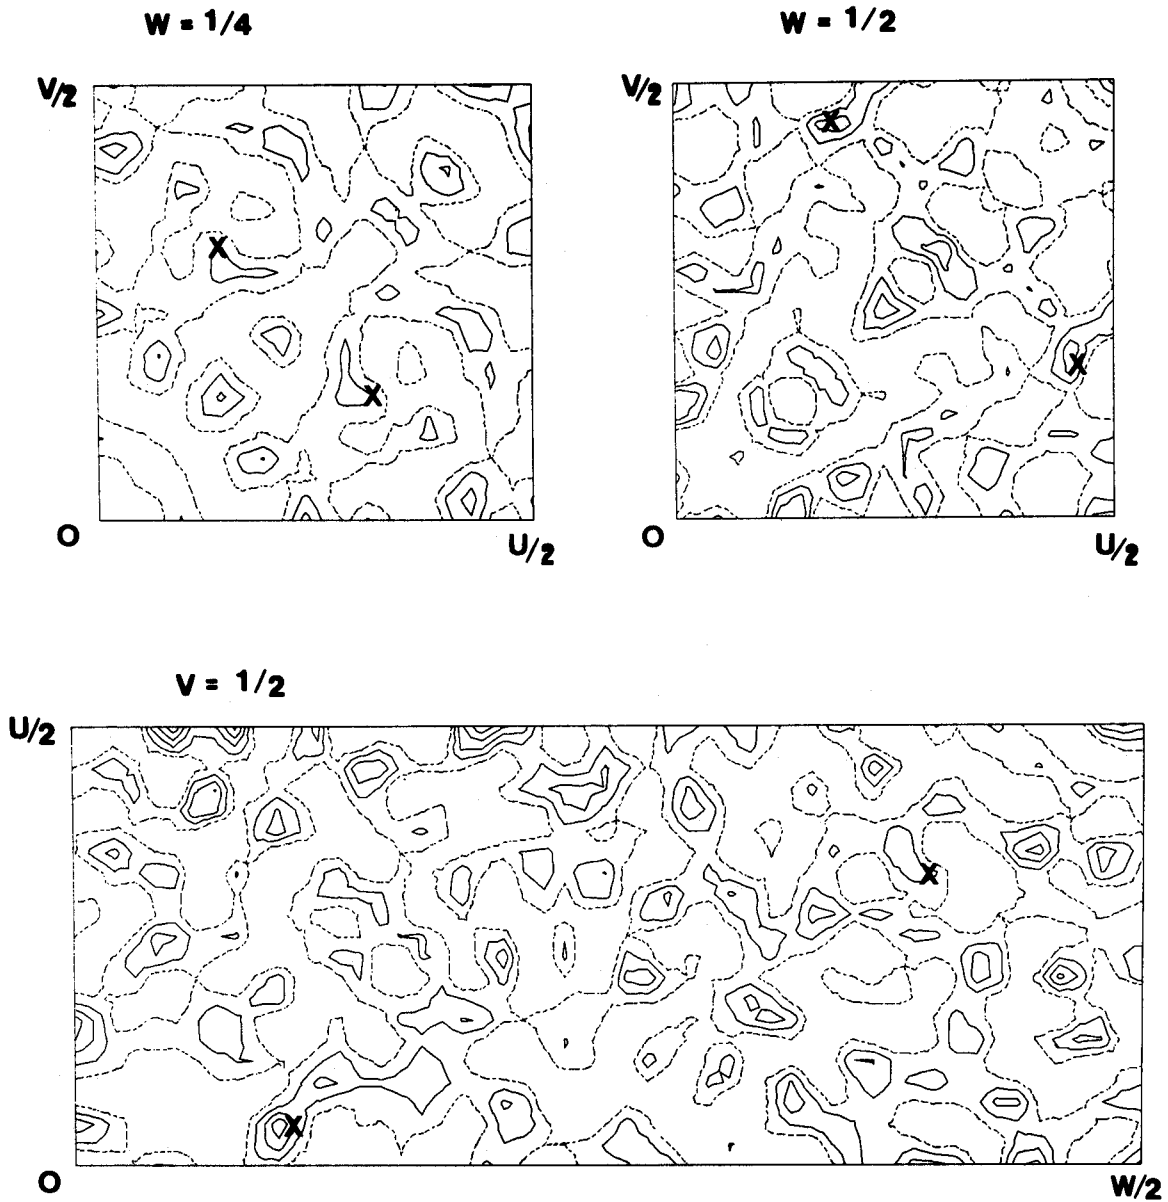 W = 1/4
W = 1/2
V/2
V/2
X
X
X
X
O
U/2
O
U/2
V = 1/2
U/2
X
X
O
W/2